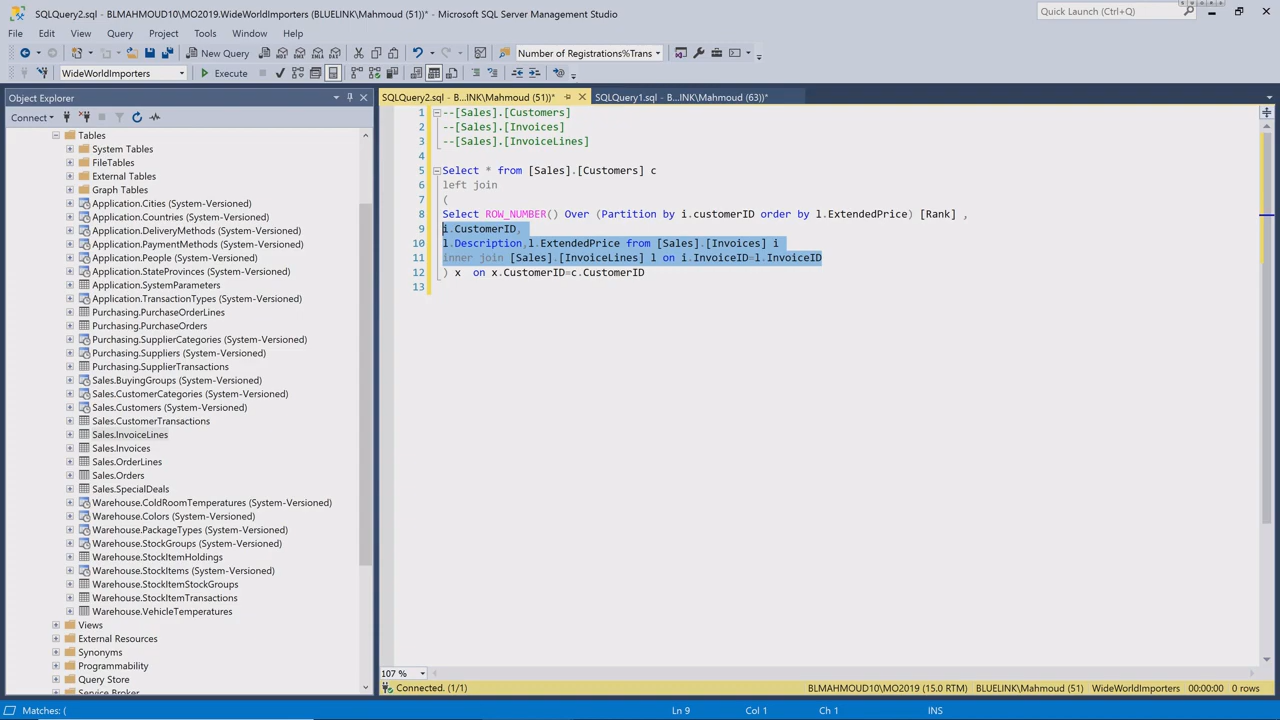 SQLQuery2.sql - BLMAHMOUD10\MO2019.WideWorldImporters (BLUELINK\Mahmoud (51))* - Microsoft SQL Server Management Studio
Quick Launch (Ctrl+Q)
File Edit View Query Project Tools Window Help
New Query
Number of Registrations%Trans
WideWorldImporters
Execute
Object Explorer
SQLQuery2.sql - B...INK\Mahmoud (51))*
SQLQuery1.sql - B...INK\Mahmoud (63))*
Connect
Tables
System Tables
FileTables
External Tables
Graph Tables
Application.Cities (System-Versioned)
Application.Countries (System-Versioned)
Application.DeliveryMethods (System-Versioned)
Application.PaymentMethods (System-Versioned)
Application.People (System-Versioned)
Application.StateProvinces (System-Versioned)
Application.SystemParameters
Application.TransactionTypes (System-Versioned)
Purchasing.PurchaseOrderLines
Purchasing.PurchaseOrders
Purchasing.SupplierCategories (System-Versioned)
Purchasing.Suppliers (System-Versioned)
Purchasing.SupplierTransactions
Sales.BuyingGroups (System-Versioned)
Sales.CustomerCategories (System-Versioned)
Sales.Customers (System-Versioned)
Sales.CustomerTransactions
Sales.InvoiceLines
Sales.Invoices
Sales.OrderLines
Sales.Orders
Sales.SpecialDeals
Warehouse.ColdRoomTemperatures (System-Versioned)
Warehouse.Colors (System-Versioned)
Warehouse.PackageTypes (System-Versioned)
Warehouse.StockGroups (System-Versioned)
Warehouse.StockItemHoldings
Warehouse.StockItems (System-Versioned)
Warehouse.StockItemStockGroups
Warehouse.StockItemTransactions
Warehouse.VehicleTemperatures
Views
External Resources
Synonyms
Programmability
Query Store
Service Broker
1 --[Sales].[Customers]
2 --[Sales].[Invoices]
3 --[Sales].[InvoiceLines]
4
5 Select * from [Sales].[Customers] c
6 left join
7 (
8 Select ROW_NUMBER() Over (Partition by i.customerID order by l.ExtendedPrice) [Rank] ,
9 i.CustomerID,
10 l.Description,l.ExtendedPrice from [Sales].[Invoices] i
11 inner join [Sales].[InvoiceLines] l on i.InvoiceID=l.InvoiceID
12 ) x  on x.CustomerID=c.CustomerID
13
107 %
Connected. (1/1)
BLMAHMOUD10\MO2019 (15.0 RTM) BLUELINK\Mahmoud (51) WideWorldImporters 00:00:00 0 rows
Matches: (
Ln 9 Col 1 Ch 1 INS